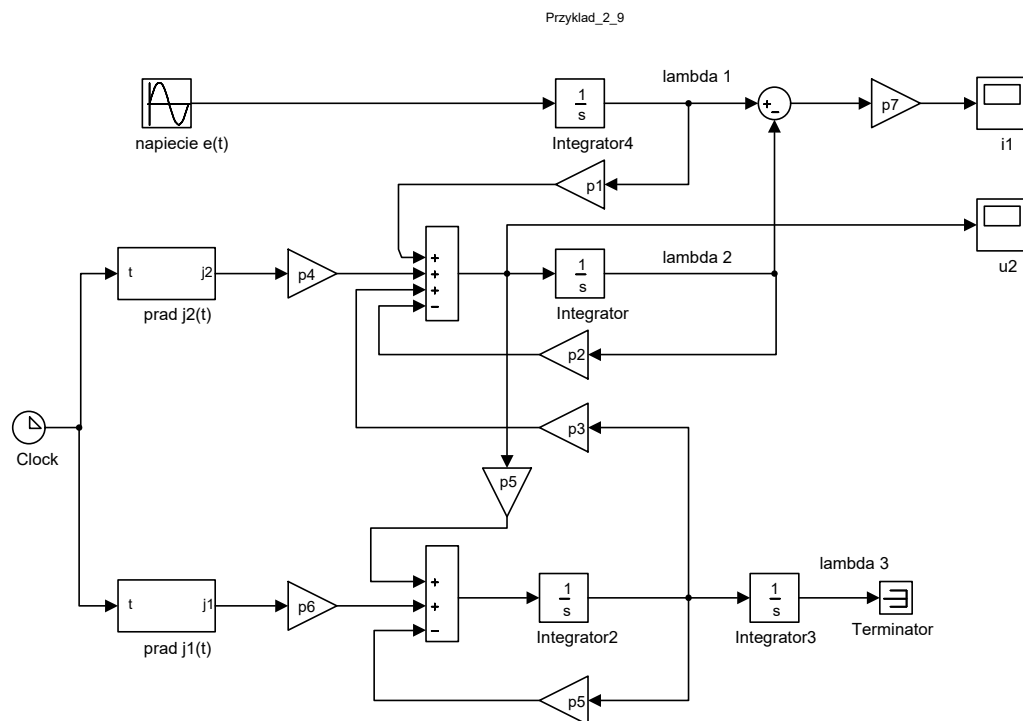 Przyklad_2_9
lambda 1
1
s
+
−
p7
napiecie e(t)
Integrator4
i1
p1
+
+
+
−
t
j2
p4
1
s
lambda 2
u2
prad j2(t)
Integrator
p2
p3
Clock
p5
lambda 3
t
j1
p6
+
+
−
1
s
1
s
prad j1(t)
Integrator2
Integrator3
Terminator
p5